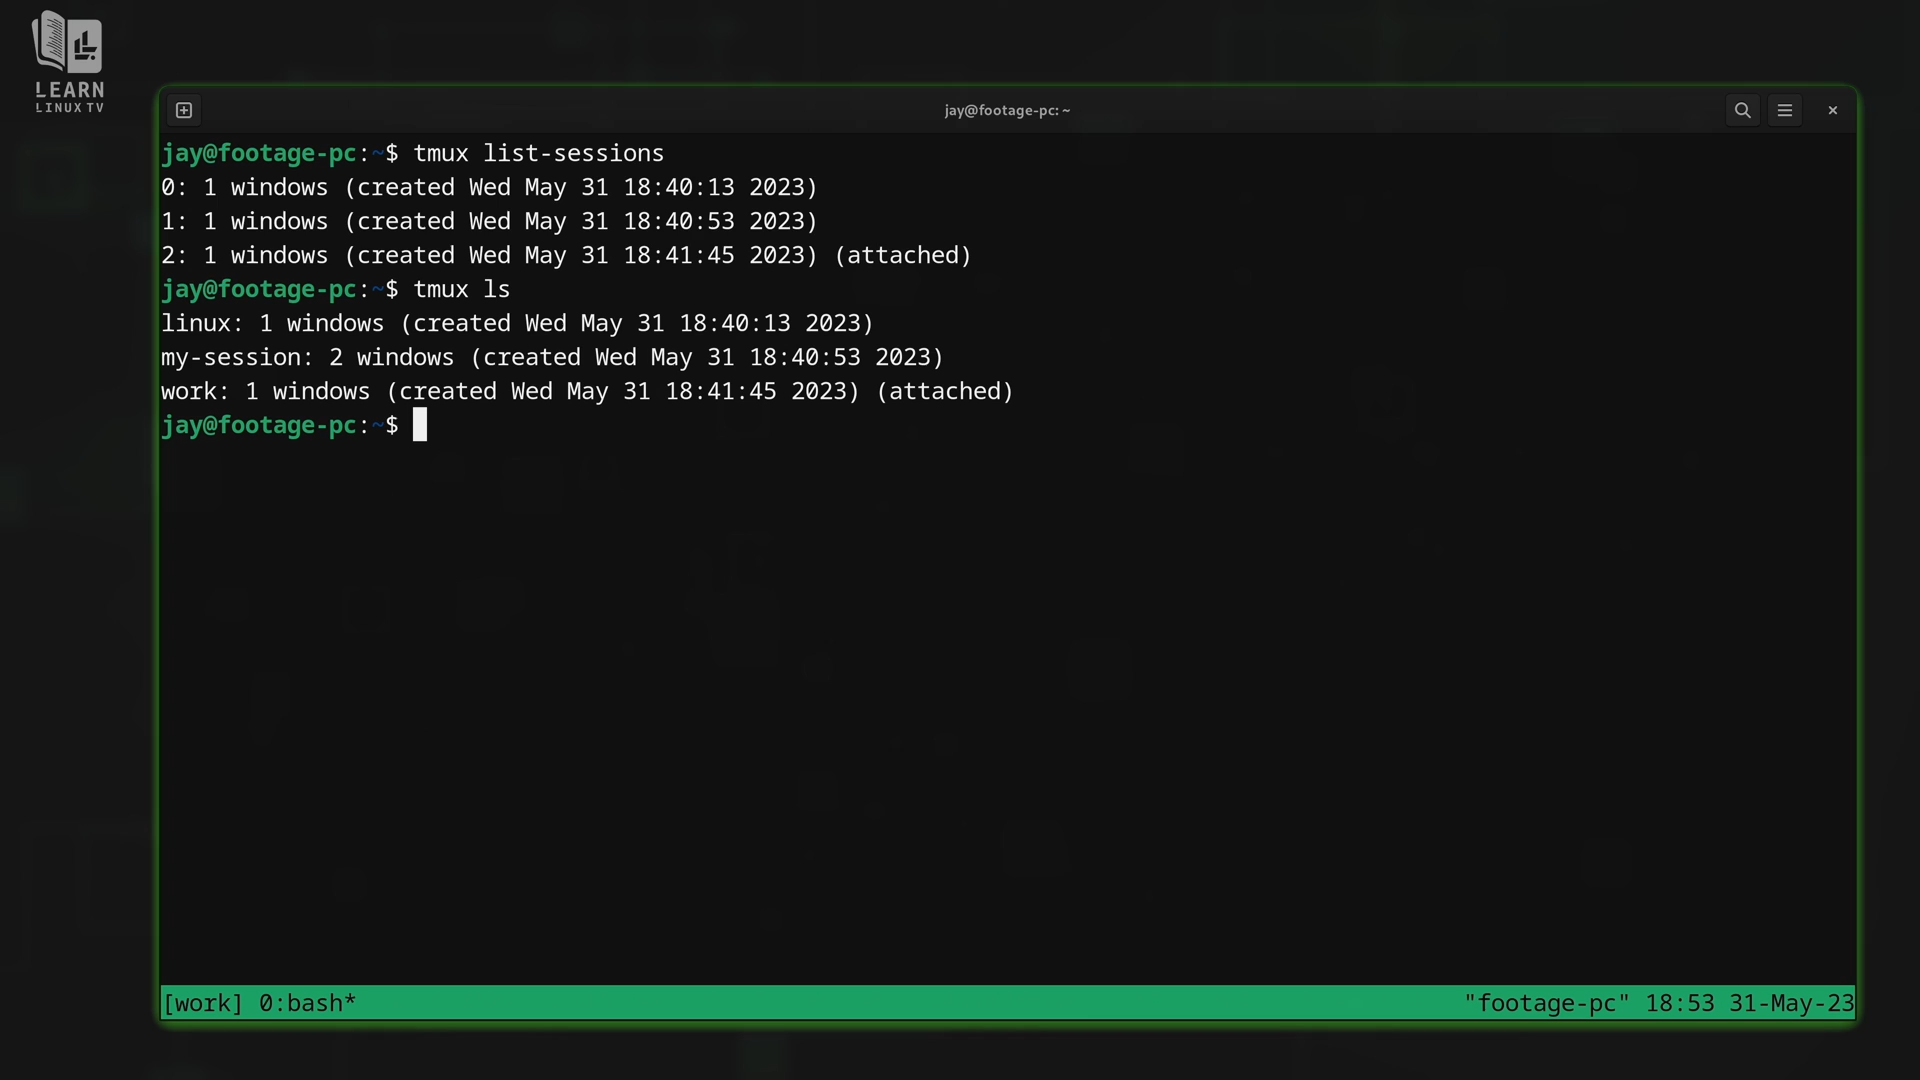 LEARN
LINUX TV
jay@footage-pc: ~
jay@footage-pc:~$ tmux list-sessions
0: 1 windows (created Wed May 31 18:40:13 2023)
1: 1 windows (created Wed May 31 18:40:53 2023)
2: 1 windows (created Wed May 31 18:41:45 2023) (attached)
jay@footage-pc:~$ tmux ls
linux: 1 windows (created Wed May 31 18:40:13 2023)
my-session: 2 windows (created Wed May 31 18:40:53 2023)
work: 1 windows (created Wed May 31 18:41:45 2023) (attached)
jay@footage-pc:~$
[work] 0:bash* "footage-pc" 18:53 31-May-23